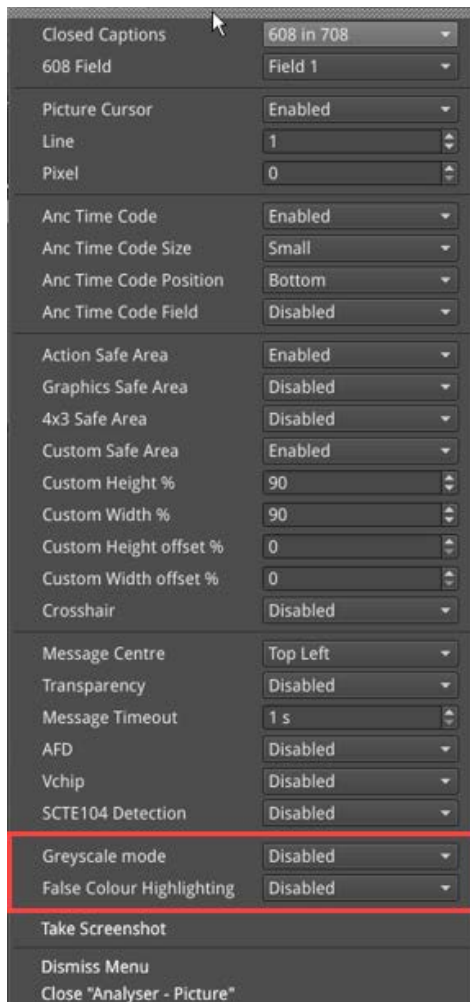 Closed Captions 608 in 708
608 Field Field 1
Picture Cursor Enabled
Line 1
Pixel 0
Anc Time Code Enabled
Anc Time Code Size Small
Anc Time Code Position Bottom
Anc Time Code Field Disabled
Action Safe Area Enabled
Graphics Safe Area Disabled
4x3 Safe Area Disabled
Custom Safe Area Enabled
Custom Height % 90
Custom Width % 90
Custom Height offset % 0
Custom Width offset % 0
Crosshair Disabled
Message Centre Top Left
Transparency Disabled
Message Timeout 1 s
AFD Disabled
Vchip Disabled
SCTE104 Detection Disabled
Greyscale mode Disabled
False Colour Highlighting Disabled
Take Screenshot
Dismiss Menu
Close "Analyser - Picture"